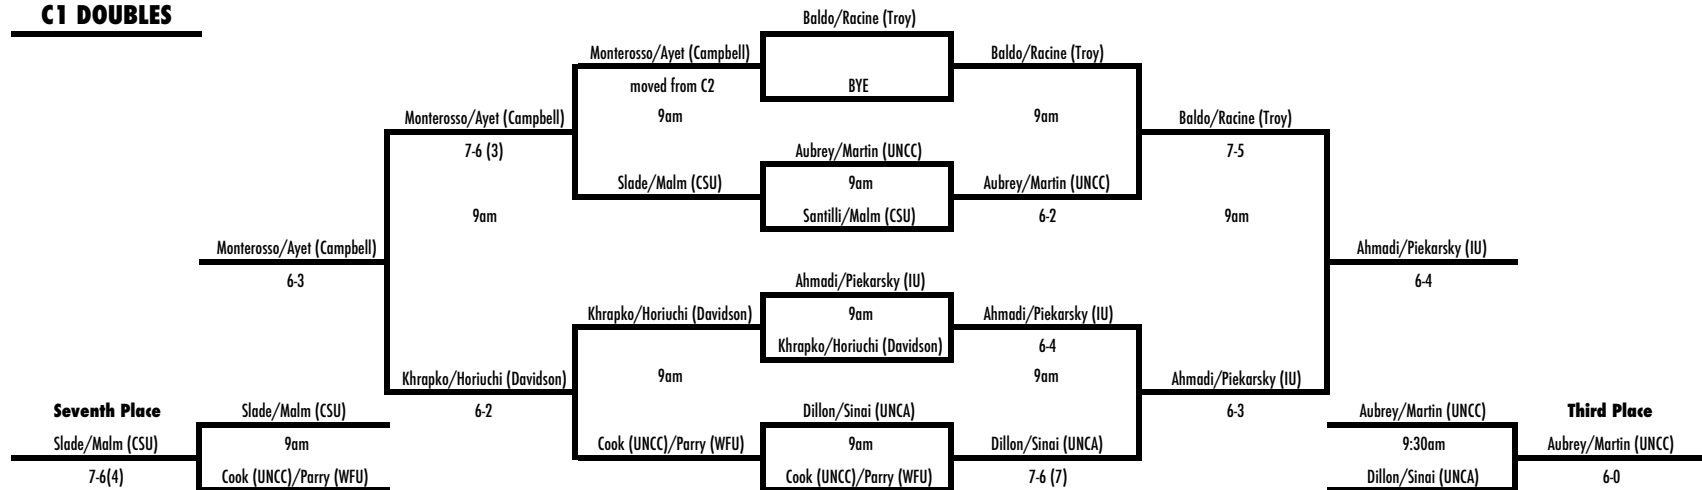 C1 DOUBLES
Baldo/Racine (Troy)
Monterosso/Ayet (Campbell)
Baldo/Racine (Troy)
moved from C2
BYE
Monterosso/Ayet (Campbell)
9am
9am
Baldo/Racine (Troy)
7-6 (3)
Aubrey/Martin (UNCC)
7-5
Slade/Malm (CSU)
9am
Aubrey/Martin (UNCC)
9am
Santilli/Malm (CSU)
6-2
9am
Monterosso/Ayet (Campbell)
Ahmadi/Piekarsky (IU)
6-3
Ahmadi/Piekarsky (IU)
6-4
Khrapko/Horiuchi (Davidson)
9am
Ahmadi/Piekarsky (IU)
Khrapko/Horiuchi (Davidson)
6-4
Khrapko/Horiuchi (Davidson)
9am
9am
Ahmadi/Piekarsky (IU)
Seventh Place
Slade/Malm (CSU)
6-2
Dillon/Sinai (UNCA)
6-3
Aubrey/Martin (UNCC)
Third Place
Slade/Malm (CSU)
9am
Cook (UNCC)/Parry (WFU)
9am
Dillon/Sinai (UNCA)
9:30am
Aubrey/Martin (UNCC)
7-6(4)
Cook (UNCC)/Parry (WFU)
Cook (UNCC)/Parry (WFU)
7-6 (7)
Dillon/Sinai (UNCA)
6-0